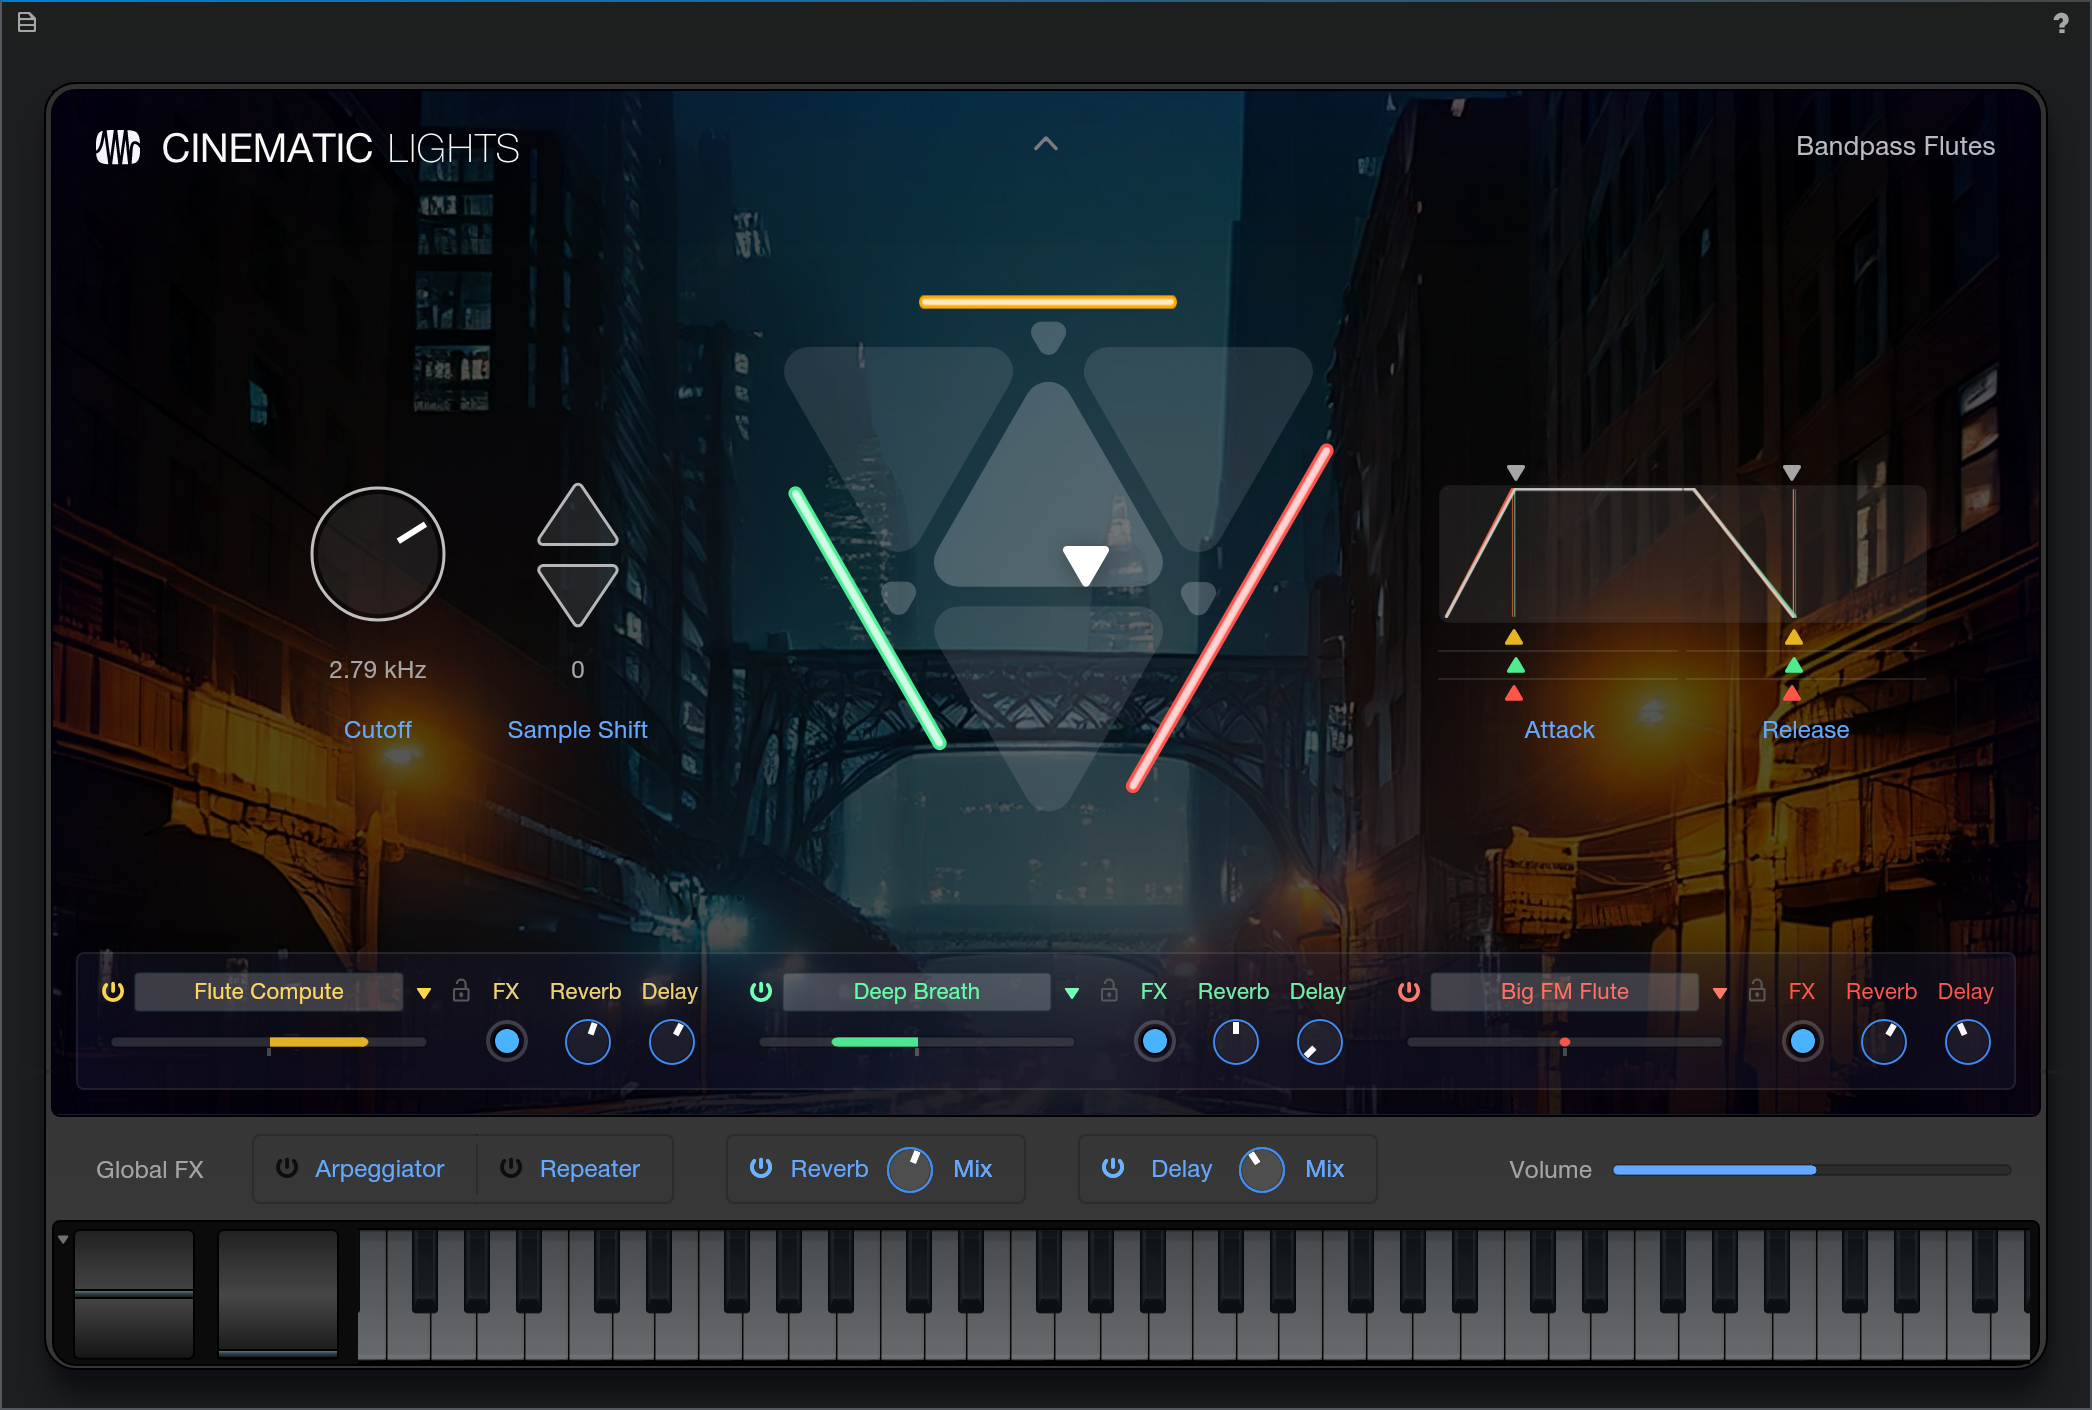 ?
CINEMATIC LIGHTS
Bandpass Flutes
2.79 kHz
0
Cutoff
Sample Shift
Attack
Release
Flute Compute
FX
Reverb
Delay
Deep Breath
FX
Reverb
Delay
Big FM Flute
FX
Reverb
Delay
Global FX
Arpeggiator
Repeater
Reverb
Mix
Delay
Mix
Volume